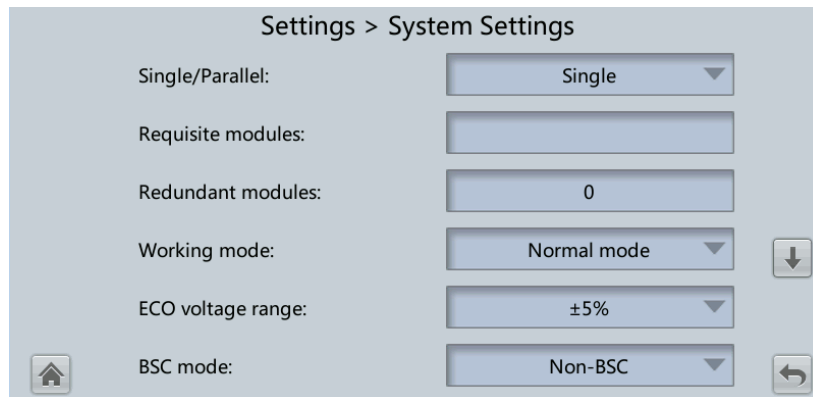 Settings > System Settings
Single/Parallel: Single
Requisite modules:
Redundant modules: 0
Working mode: Normal mode
ECO voltage range: ±5%
BSC mode: Non-BSC